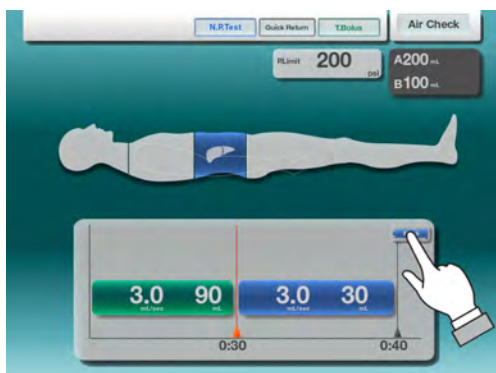 N.P.Test Quick Return T.Bolus Air Check
P.Limit 200 psi
A200 mL
B100 mL
3.0 mL/sec 90 mL 3.0 mL/sec 30 mL
0:30 0:40